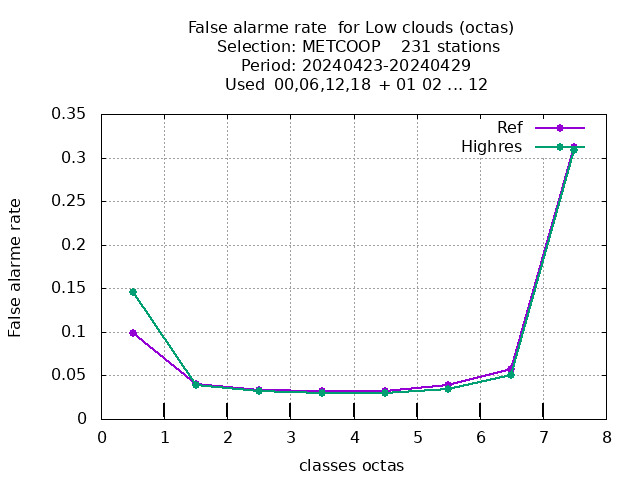 False alarme rate  for Low clouds (octas)
Selection: METCOOP    231 stations
Period: 20240423-20240429
Used  00,06,12,18 + 01 02 ... 12
0.35
Ref
Highres
0.3
0.25
0.2
0.15
0.1
0.05
0
False alarme rate
0 1 2 3 4 5 6 7 8
classes octas